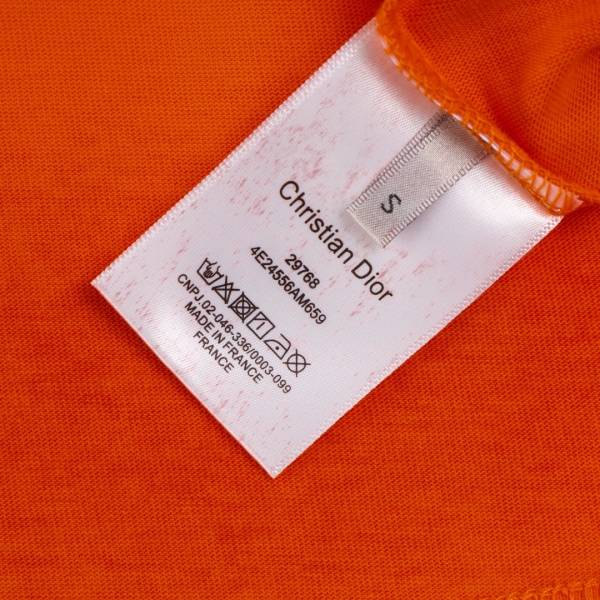 Christian Dior
S
29768
4E24556AM659
CNPJ.02-046-336/0003-099
MADE IN FRANCE
FRANCE